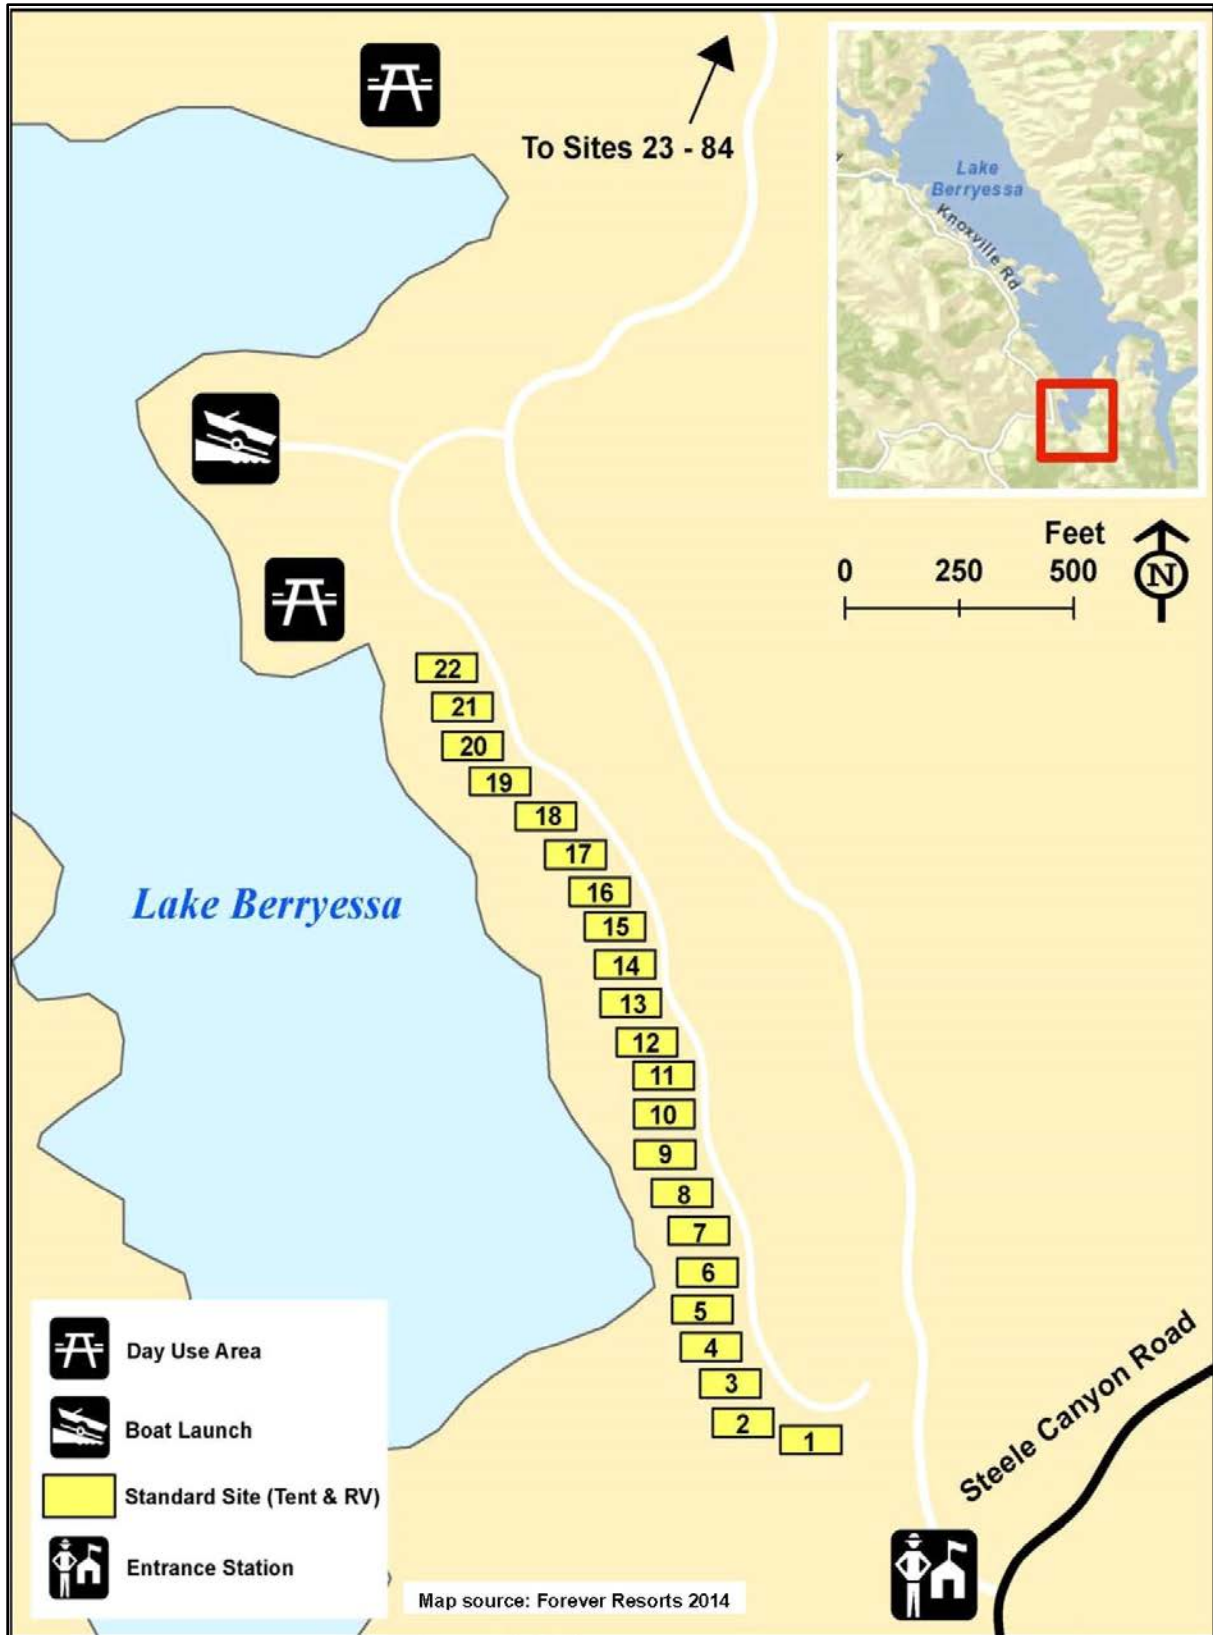 To Sites 23 - 84
Lake
Berryessa
Knoxville Rd
Feet
0 250 500
N
22
21
20
19
18
17
16
15
14
13
12
11
10
9
8
7
6
5
4
3
2
1
Lake Berryessa
Steele Canyon Road
Day Use Area
Boat Launch
Standard Site (Tent & RV)
Entrance Station
Map source: Forever Resorts 2014